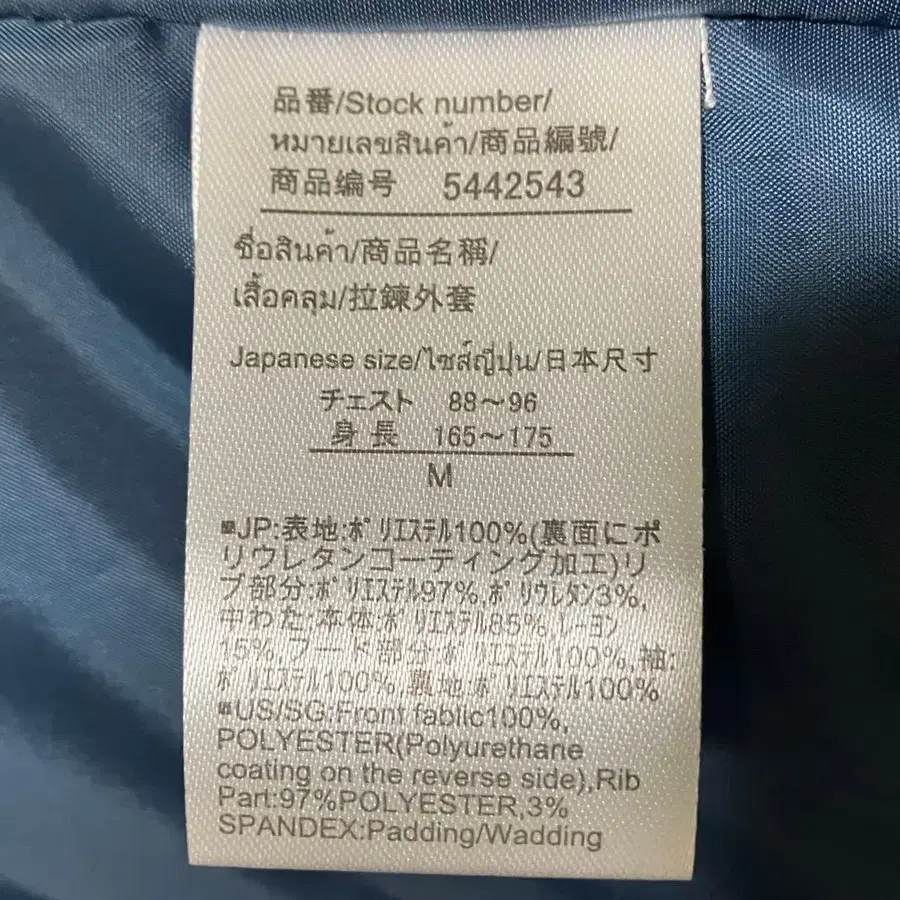 品番/Stock number/
หมายเลขสินค้า/商品編號/
商品编号 5442543
ชื่อสินค้า/商品名稱/
เสื้อคลุม/拉鍊外套
Japanese size/ไซส์ญี่ปุ่น/日本尺寸
チェスト 88～96
身長 165～175
M
■JP:表地:ﾎﾟﾘｴｽﾃﾙ100%(裏面にポ
リウレタンコーティング加工)リ
ブ部分:ﾎﾟﾘｴｽﾃﾙ97%,ﾎﾟﾘｳﾚﾀﾝ3%,
中わた:本体:ﾎﾟﾘｴｽﾃﾙ85%,ﾚｰﾖﾝ
15%,フード部分:ﾎﾟﾘｴｽﾃﾙ100%,袖:
ﾎﾟﾘｴｽﾃﾙ100%,裏地:ﾎﾟﾘｴｽﾃﾙ100%
■US/SG:Front fablic100%,
POLYESTER(Polyurethane
coating on the reverse side),Rib
Part:97%POLYESTER,3%
SPANDEX:Padding/Wadding